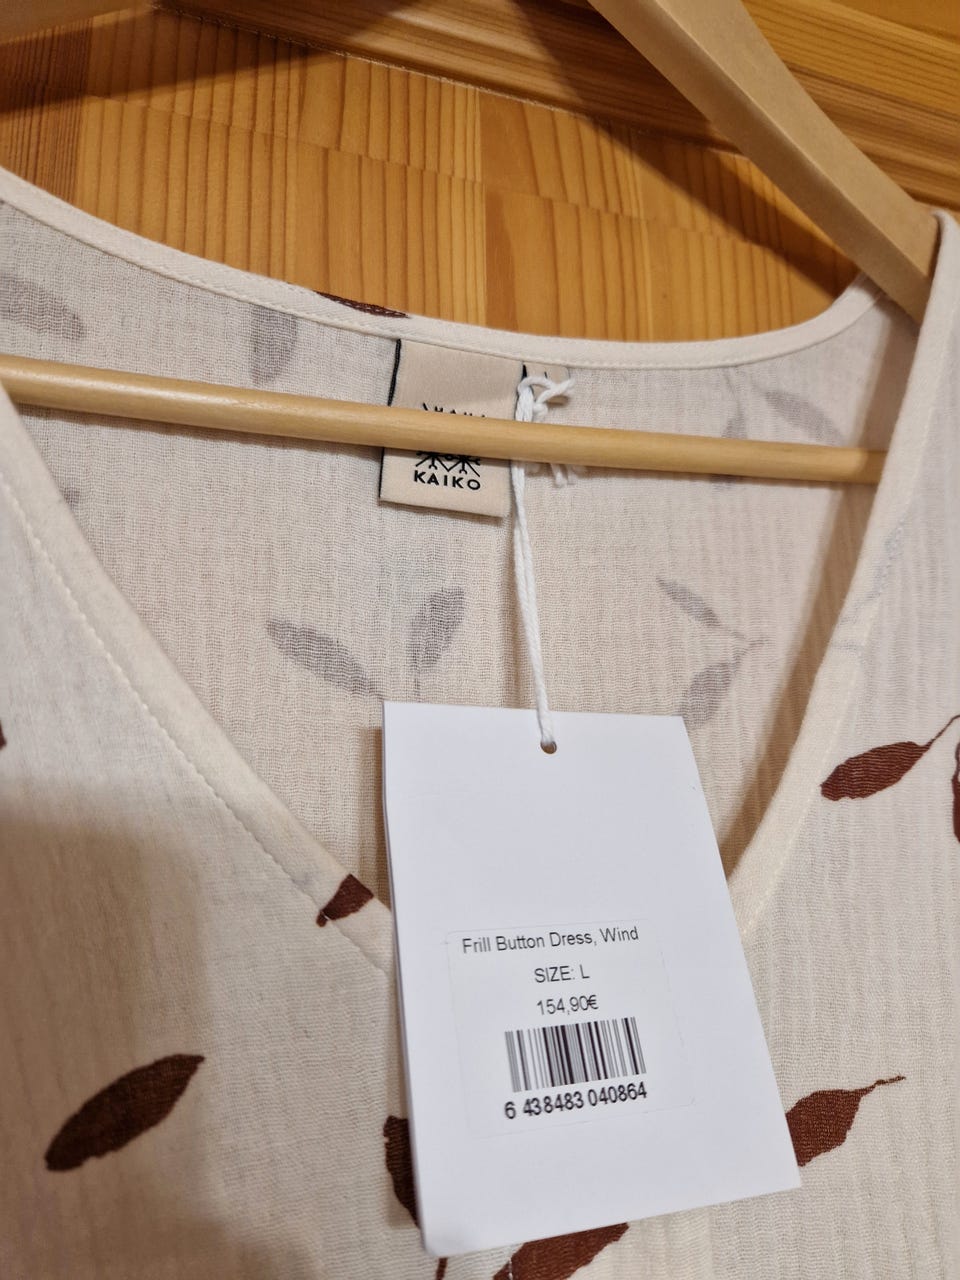 KAIKO
Frill Button Dress, Wind
SIZE: L
154,90€
6 438483 040864